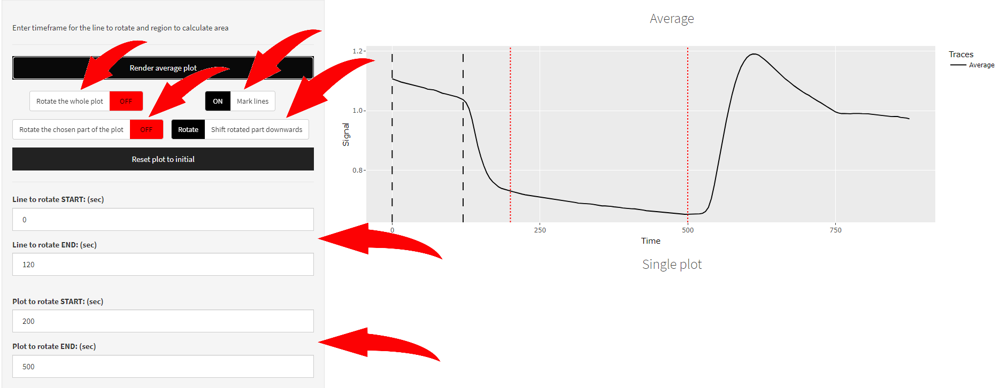 Enter timeframe for the line to rotate and region to calculate area
Render average plot
Rotate the whole plot OFF
ON Mark lines
Rotate the chosen part of the plot OFF
Rotate Shift rotated part downwards
Reset plot to initial
Line to rotate START: (sec)
0
Line to rotate END: (sec)
120
Plot to rotate START: (sec)
200
Plot to rotate END: (sec)
500
Average
1.2
1.0
0.8
Signal
0 250 500 750
Time
Traces
Average
Single plot